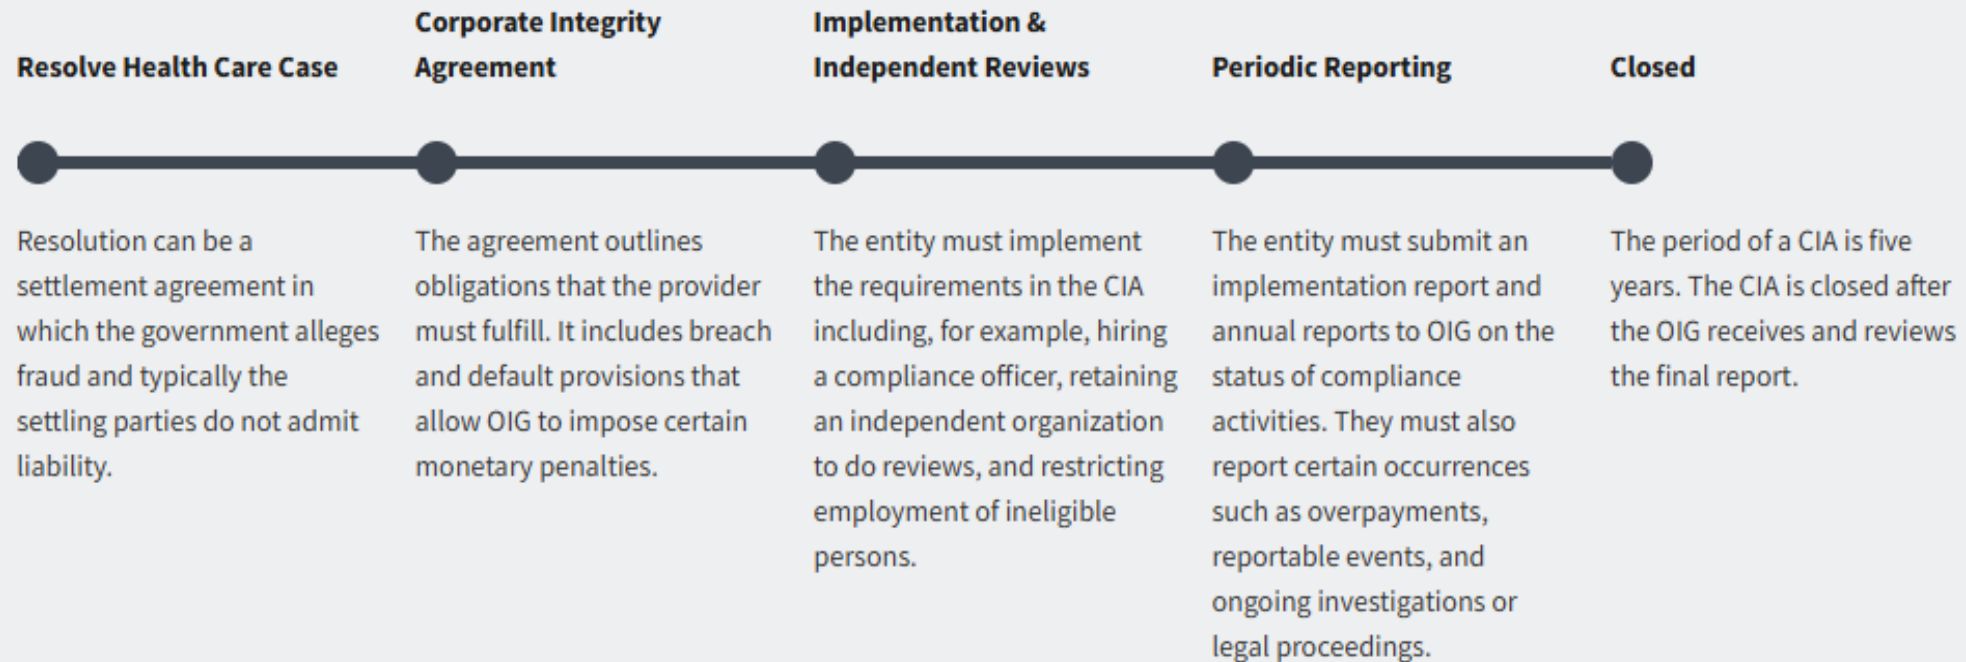 Resolve Health Care Case
Corporate Integrity
Agreement
Implementation &
Independent Reviews
Periodic Reporting
Closed
Resolution can be a
settlement agreement in
which the government alleges
fraud and typically the
settling parties do not admit
liability.
The agreement outlines
obligations that the provider
must fulfill. It includes breach
and default provisions that
allow OIG to impose certain
monetary penalties.
The entity must implement
the requirements in the CIA
including, for example, hiring
a compliance officer, retaining
an independent organization
to do reviews, and restricting
employment of ineligible
persons.
The entity must submit an
implementation report and
annual reports to OIG on the
status of compliance
activities. They must also
report certain occurrences
such as overpayments,
reportable events, and
ongoing investigations or
legal proceedings.
The period of a CIA is five
years. The CIA is closed after
the OIG receives and reviews
the final report.